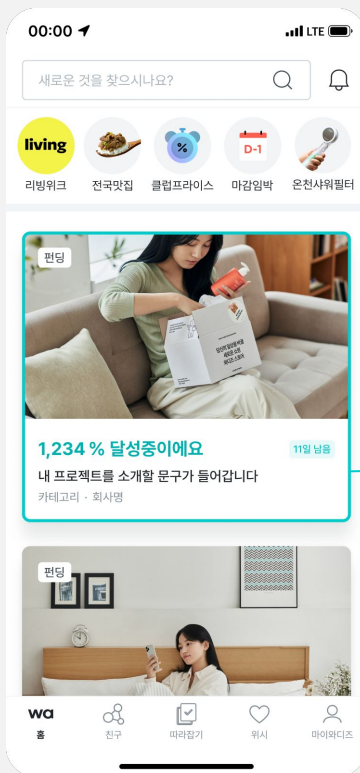 00:00 LTE
새로운 것을 찾으시나요?
living % D-1
리빙위크 전국맛집 클럽프라이스 마감임박 온천샤워필터
펀딩
1,234 % 달성중이에요 11일 남음
내 프로젝트를 소개할 문구가 들어갑니다
카테고리 · 회사명
펀딩
wa
홈 친구 따라잡기 위시 마이와디즈